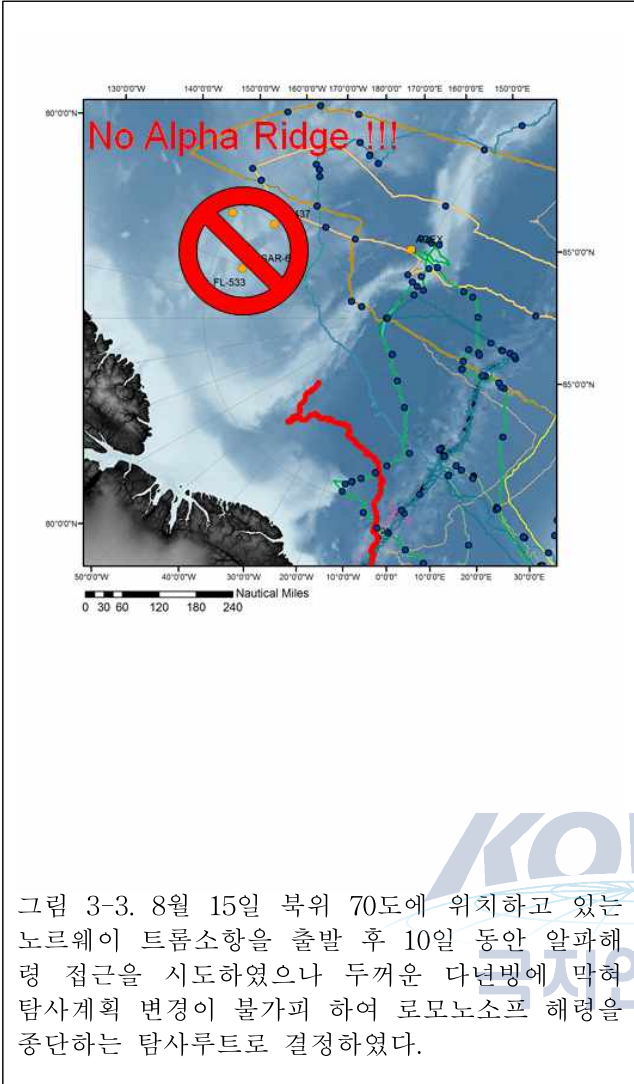 130°0'0"W 140°0'0"W 150°0'0"W 160°0'0"W 170°0'0"W 180°0'0" 170°0'0"E 160°0'0"E 150°0'0"E
80°0'0"N
No Alpha Ridge !!!
437
85°0'0"N
FL-533
85°0'0"N
80°0'0"N
50°0'0"W 40°0'0"W 30°0'0"W 20°0'0"W 10°0'0"W 0°0'0" 10°0'0"E 20°0'0"E 30°0'0"E
Nautical Miles
0 30 60 120 180 240
그림 3-3. 8월 15일 북위 70도에 위치하고 있는
노르웨이 트롬소항을 출발 후 10일 동안 알파해
령 접근을 시도하였으나 두꺼운 다년빙에 막혀
탐사계획 변경이 불가피 하여 로모노소프 해령을
종단하는 탐사루트로 결정하였다.